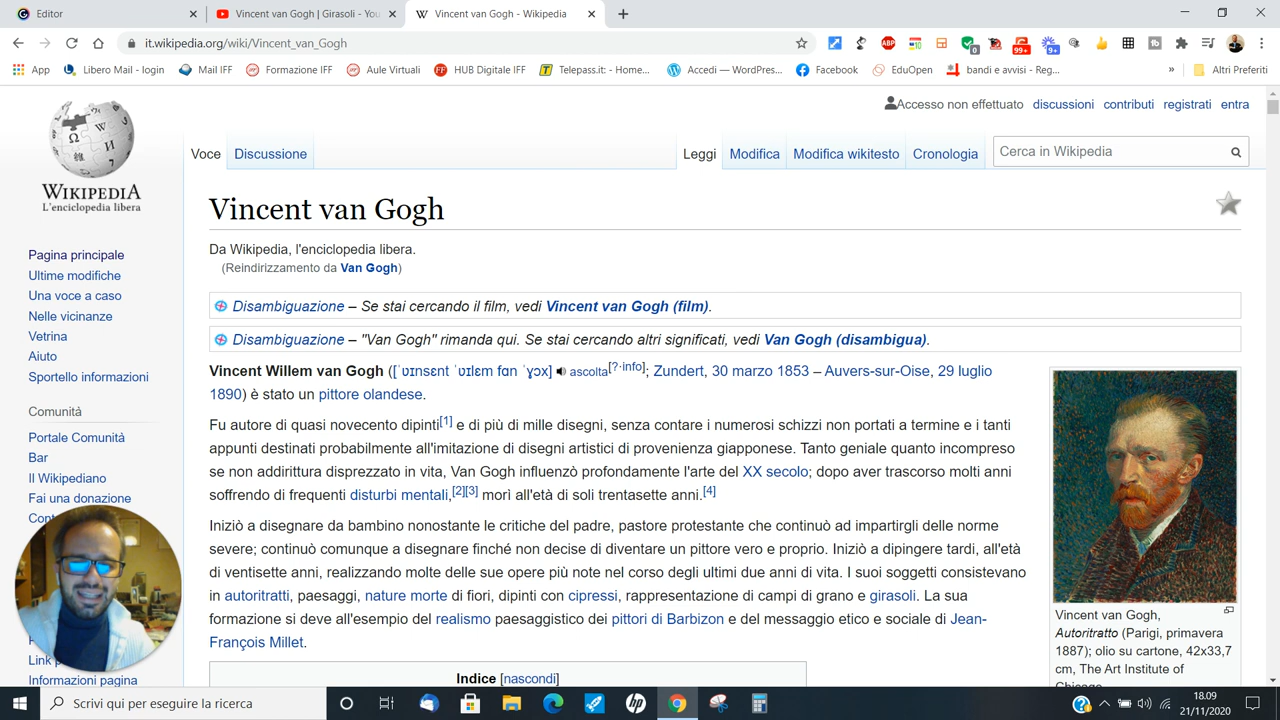 Editor
Vincent van Gogh | Girasoli - You
Vincent van Gogh - Wikipedia
it.wikipedia.org/wiki/Vincent_van_Gogh
App
Libero Mail - login
Mail IFF
Formazione IFF
Aule Virtuali
HUB Digitale IFF
Telepass.it: - Home...
Accedi — WordPres...
Facebook
EduOpen
bandi e avvisi - Reg...
»
Altri Preferiti
Accesso non effettuato discussioni contributi registrati entra
Voce Discussione Leggi Modifica Modifica wikitesto Cronologia Cerca in Wikipedia
WIKIPEDIA
L'enciclopedia libera
Pagina principale
Ultime modifiche
Una voce a caso
Nelle vicinanze
Vetrina
Aiuto
Sportello informazioni
Comunità
Portale Comunità
Bar
Il Wikipediano
Fai una donazione
Cont
Link p
Informazioni pagina
Vincent van Gogh
Da Wikipedia, l'enciclopedia libera.
(Reindirizzamento da Van Gogh)
Disambiguazione – Se stai cercando il film, vedi Vincent van Gogh (film).
Disambiguazione – "Van Gogh" rimanda qui. Se stai cercando altri significati, vedi Van Gogh (disambigua).
Vincent Willem van Gogh ([ˈʋɪnsɛnt ˈʋɪlɛm fɑn ˈɣɔx] ascolta[?·info]; Zundert, 30 marzo 1853 – Auvers-sur-Oise, 29 luglio
1890) è stato un pittore olandese.
Fu autore di quasi novecento dipinti[1] e di più di mille disegni, senza contare i numerosi schizzi non portati a termine e i tanti
appunti destinati probabilmente all'imitazione di disegni artistici di provenienza giapponese. Tanto geniale quanto incompreso
se non addirittura disprezzato in vita, Van Gogh influenzò profondamente l'arte del XX secolo; dopo aver trascorso molti anni
soffrendo di frequenti disturbi mentali,[2][3] morì all'età di soli trentasette anni.[4]
Iniziò a disegnare da bambino nonostante le critiche del padre, pastore protestante che continuò ad impartirgli delle norme
severe; continuò comunque a disegnare finché non decise di diventare un pittore vero e proprio. Iniziò a dipingere tardi, all'età
di ventisette anni, realizzando molte delle sue opere più note nel corso degli ultimi due anni di vita. I suoi soggetti consistevano
in autoritratti, paesaggi, nature morte di fiori, dipinti con cipressi, rappresentazione di campi di grano e girasoli. La sua
formazione si deve all'esempio del realismo paesaggistico dei pittori di Barbizon e del messaggio etico e sociale di Jean-
François Millet.
Indice [nascondi]
Vincent van Gogh,
Autoritratto (Parigi, primavera
1887); olio su cartone, 42x33,7
cm, The Art Institute of
Chicago
Scrivi qui per eseguire la ricerca
18.09
21/11/2020